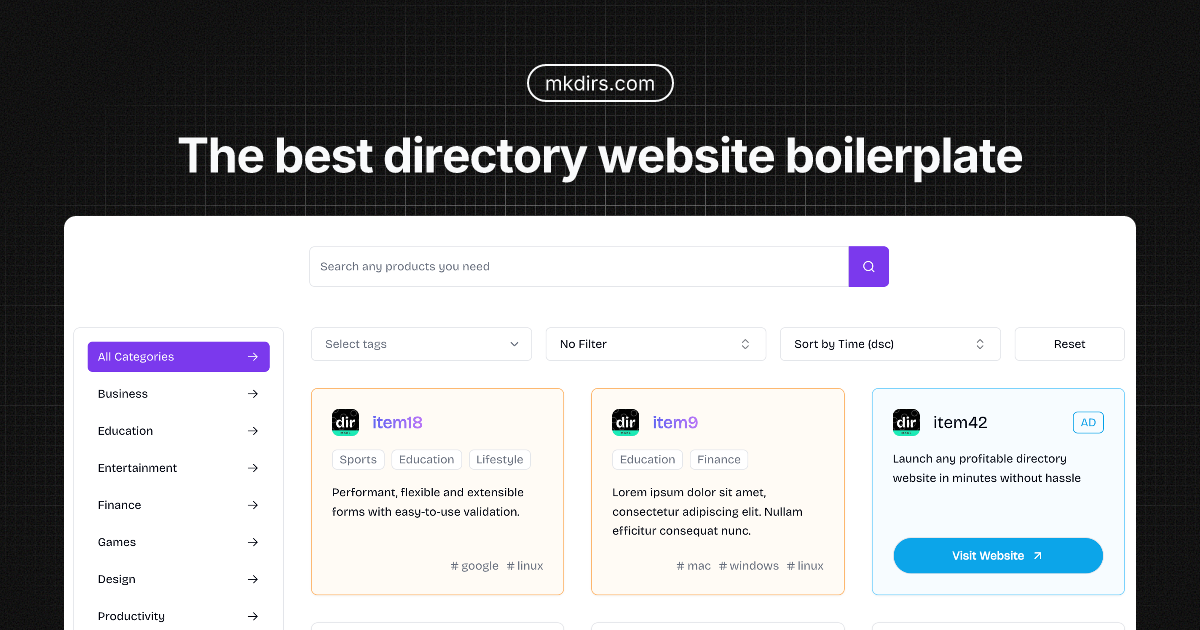 mkdirs.com
The best directory website boilerplate
Search any products you need
All Categories
Business
Education
Entertainment
Finance
Games
Design
Productivity
Select tags
No Filter
Sort by Time (dsc)
Reset
dir
item18
Sports
Education
Lifestyle
Performant, flexible and extensible
forms with easy-to-use validation.
# google # linux
dir
item9
Education
Finance
Lorem ipsum dolor sit amet,
consectetur adipiscing elit. Nullam
efficitur consequat nunc.
# mac # windows # linux
dir
item42
AD
Launch any profitable directory
website in minutes without hassle
Visit Website